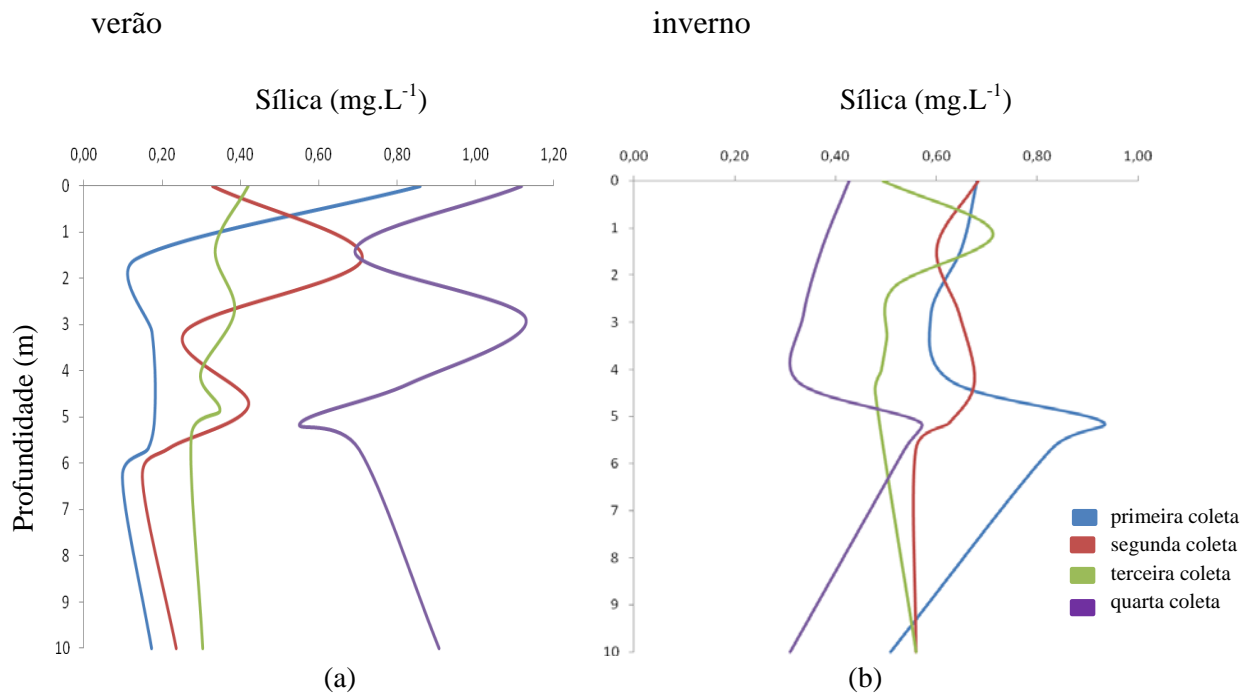 verão
inverno
Sílica (mg.L-1)
Sílica (mg.L-1)
0,00 0,20 0,40 0,60 0,80 1,00 1,20
0,00 0,20 0,40 0,60 0,80 1,00
Profundidade (m)
0
1
2
3
4
5
6
7
8
9
10
0
1
2
3
4
5
6
7
8
9
10
primeira coleta
segunda coleta
terceira coleta
quarta coleta
(a)
(b)